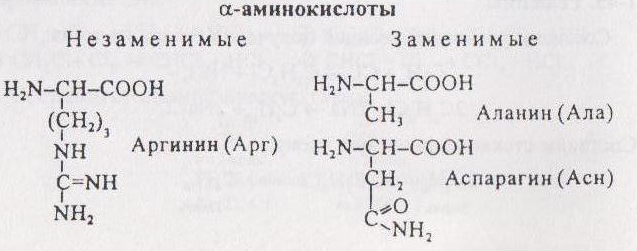 α-аминокислоты
Незаменимые Заменимые
H₂N–CH–COOH
(CH₂)₃
NH
C=NH
NH₂
Аргинин (Арг)
H₂N–CH–COOH
CH₃
Аланин (Ала)
H₂N–CH–COOH
CH₂
C=O
NH₂
Аспарагин (Асн)